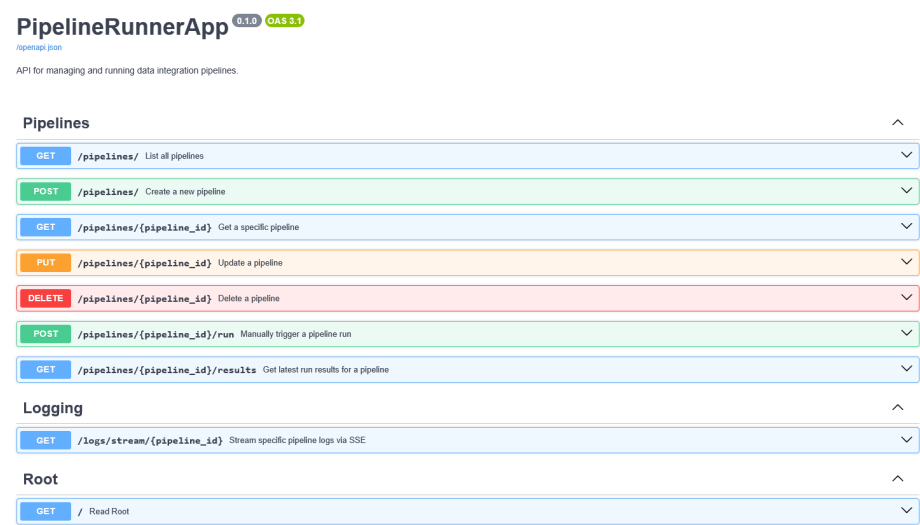 PipelineRunnerApp 0.1.0 OAS 3.1
/openapi.json
API for managing and running data integration pipelines.
Pipelines
GET /pipelines/ List all pipelines
POST /pipelines/ Create a new pipeline
GET /pipelines/{pipeline_id} Get a specific pipeline
PUT /pipelines/{pipeline_id} Update a pipeline
DELETE /pipelines/{pipeline_id} Delete a pipeline
POST /pipelines/{pipeline_id}/run Manually trigger a pipeline run
GET /pipelines/{pipeline_id}/results Get latest run results for a pipeline
Logging
GET /logs/stream/{pipeline_id} Stream specific pipeline logs via SSE
Root
GET / Read Root